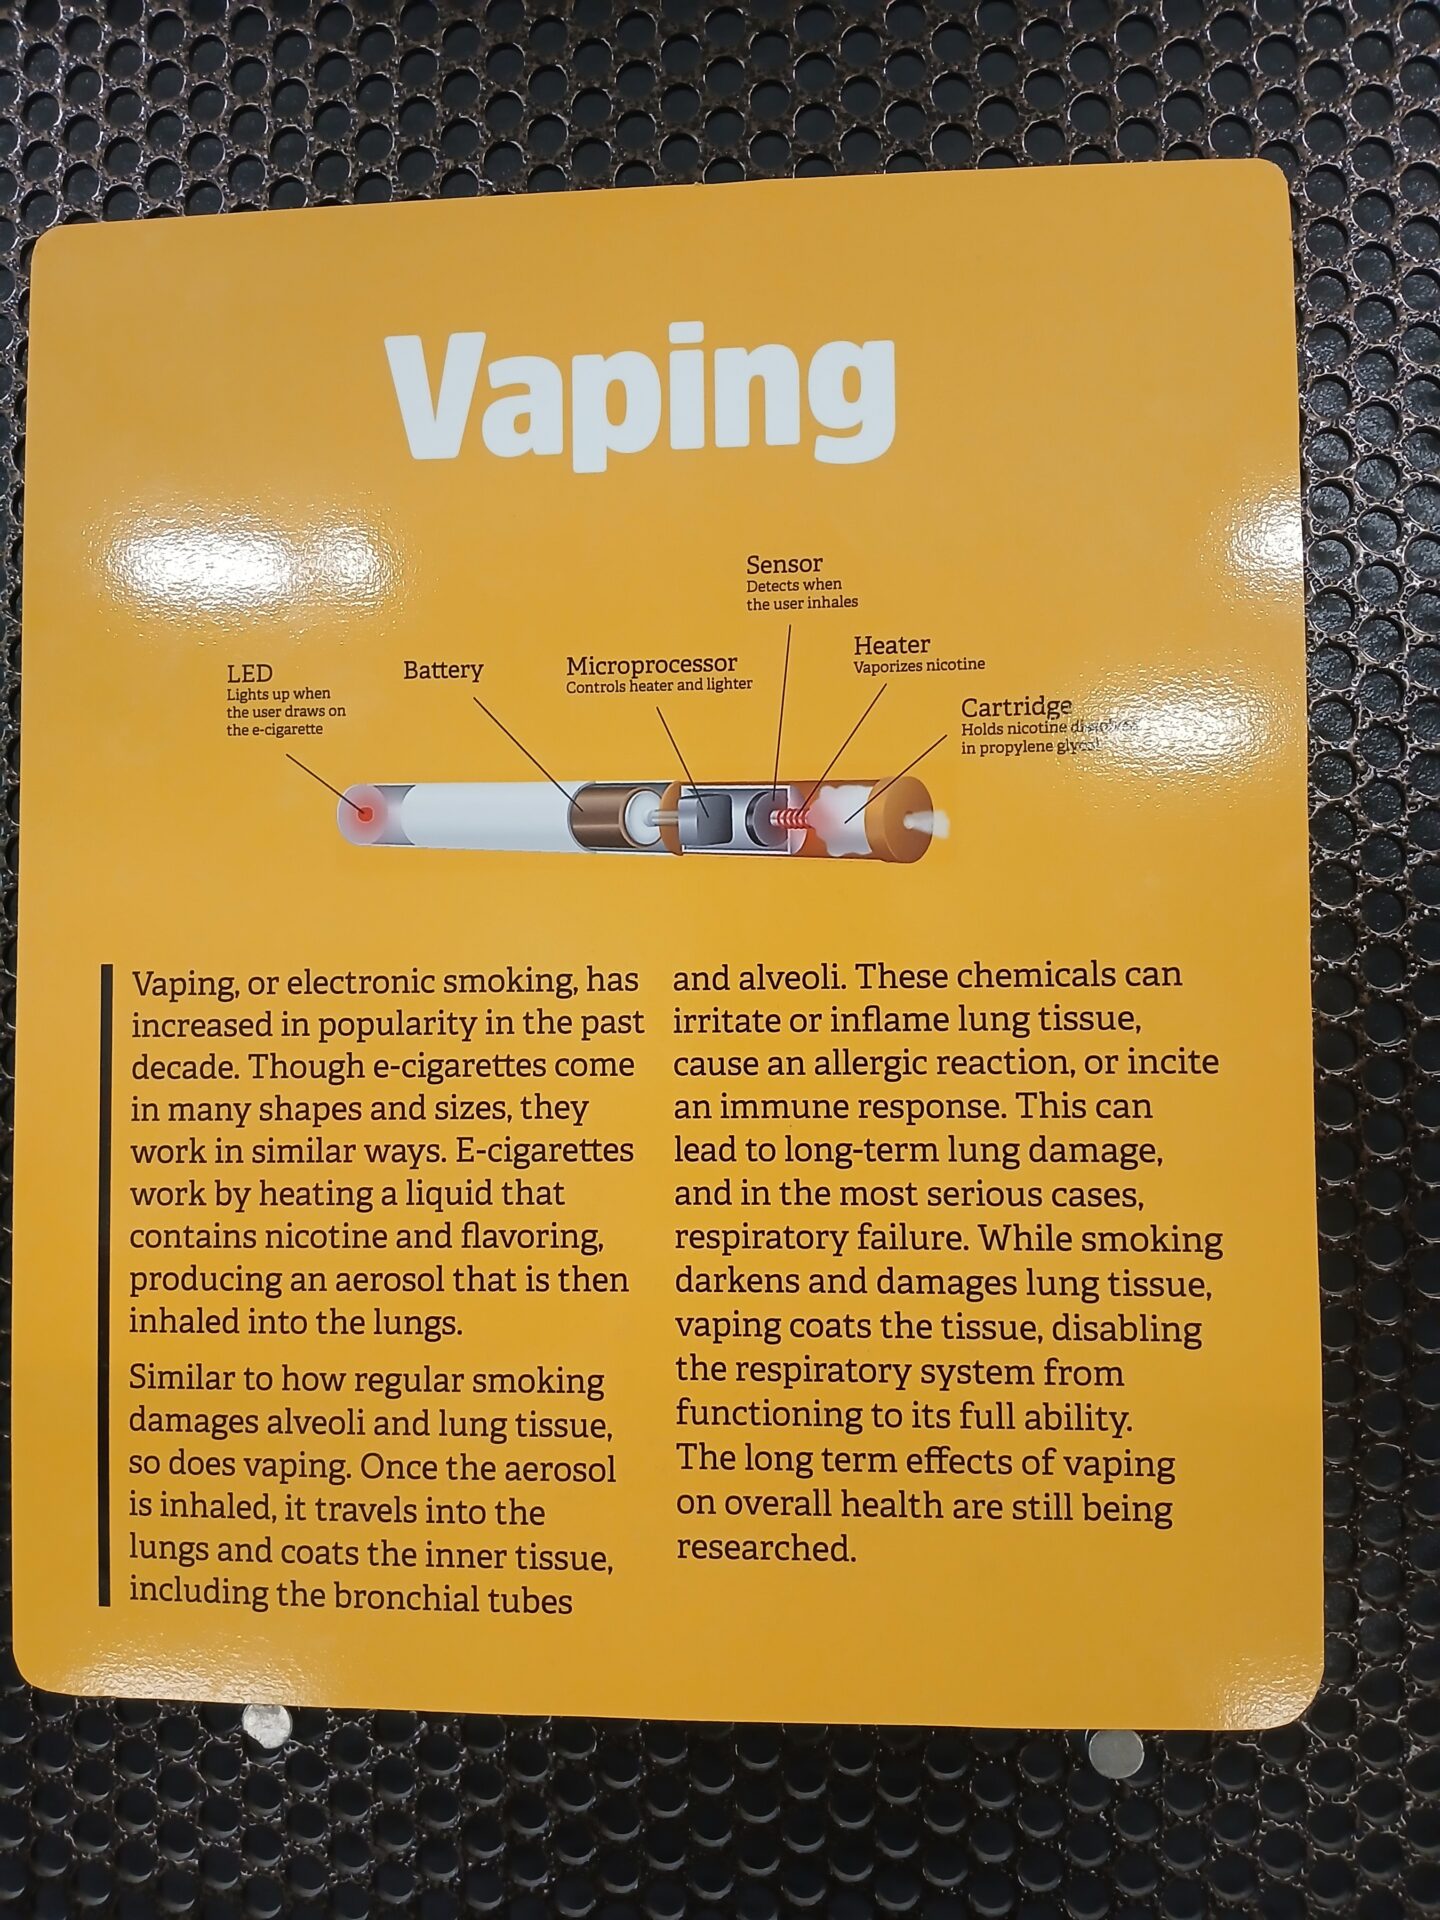 Vaping
Sensor
Detects when
the user inhales
Heater
Vaporizes nicotine
LED
Lights up when
the user draws on
the e-cigarette
Battery
Microprocessor
Controls heater and lighter
Cartridge
Holds nicotine dissolved
in propylene glycol
Vaping, or electronic smoking, has
increased in popularity in the past
decade. Though e-cigarettes come
in many shapes and sizes, they
work in similar ways. E-cigarettes
work by heating a liquid that
contains nicotine and flavoring,
producing an aerosol that is then
inhaled into the lungs.
Similar to how regular smoking
damages alveoli and lung tissue,
so does vaping. Once the aerosol
is inhaled, it travels into the
lungs and coats the inner tissue,
including the bronchial tubes
and alveoli. These chemicals can
irritate or inflame lung tissue,
cause an allergic reaction, or incite
an immune response. This can
lead to long-term lung damage,
and in the most serious cases,
respiratory failure. While smoking
darkens and damages lung tissue,
vaping coats the tissue, disabling
the respiratory system from
functioning to its full ability.
The long term effects of vaping
on overall health are still being
researched.